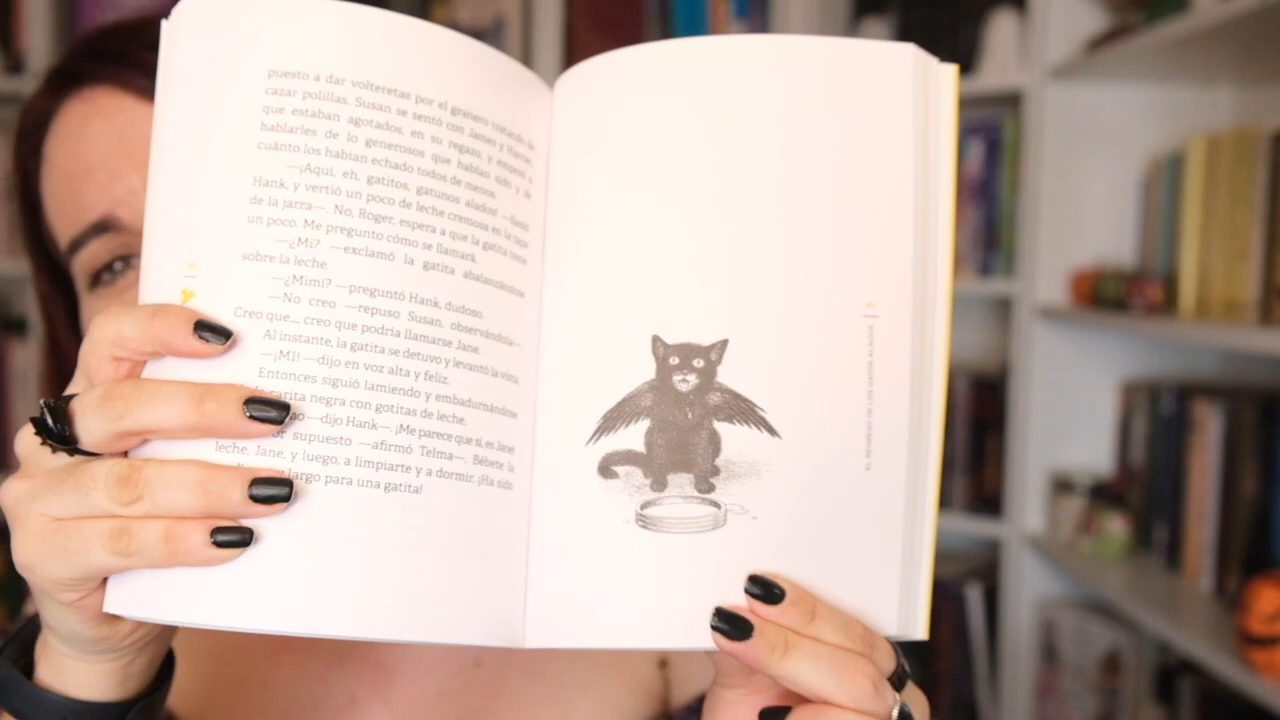 puesto a dar volteretas por el granero tratando de
cazar polillas. Susan se sentó con James y Harriet,
que estaban agotados, en su regazo, y empezó a
hablarles de lo generosos que habían sido y de
cuánto los habían echado todos de menos.
—¡Aquí, eh, gatitos, gatunos alados! —llamó
Hank, y vertió un poco de leche cremosa en la tapa
de la jarra—. No, Roger, espera a que la gatita tome
un poco. Me pregunto cómo se llamará.
—¿Mi? —exclamó la gatita abalanzándose
sobre la leche.
—¿Mimi? —preguntó Hank, dudoso.
—No creo —repuso Susan, observándola—.
Creo que... creo que podría llamarse Jane.
Al instante, la gatita se detuvo y levantó la vista.
—¡MI! —dijo en voz alta y feliz.
Entonces siguió lamiendo y embadurnándose
carita negra con gotitas de leche.
—dijo Hank—. ¡Me parece que sí, es Jane!
supuesto —afirmó Telma—. Bébete la
leche, Jane, y luego, a limpiarte y a dormir. ¡Ha sido
largo para una gatita!
EL REGRESO DE LOS GATOS ALADOS